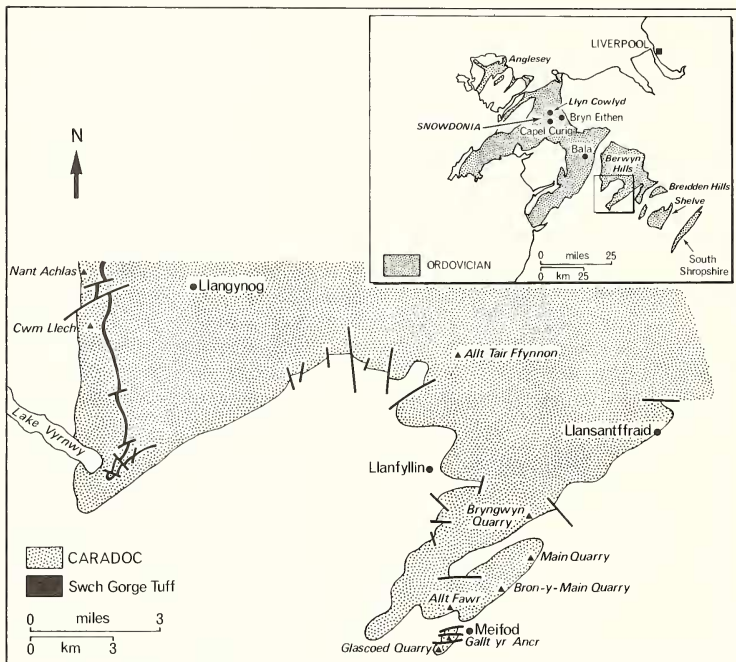 LIVERPOOL
Anglesey
Llyn Cowlyd
SNOWDONIA
Bryn Eithen
Capel Curig
Bala
Berwyn
Hills
Breidden Hills
Shelve
South
Shropshire
ORDOVICIAN
0 miles 25
0 km 25
N
Nant Achlas
Llangynog
Cwm Llech
Allt Tair Ffynnon
Lake Vyrnwy
Llansantffraid
Llanfyllin
Bryngwyn
Quarry
CARADOC
Swch Gorge Tuff
Main Quarry
Bron-y-Main Quarry
Allt Fawr
Meifod
Gallt yr Ancr
Glascoed Quarry
0 miles 3
0 km 3